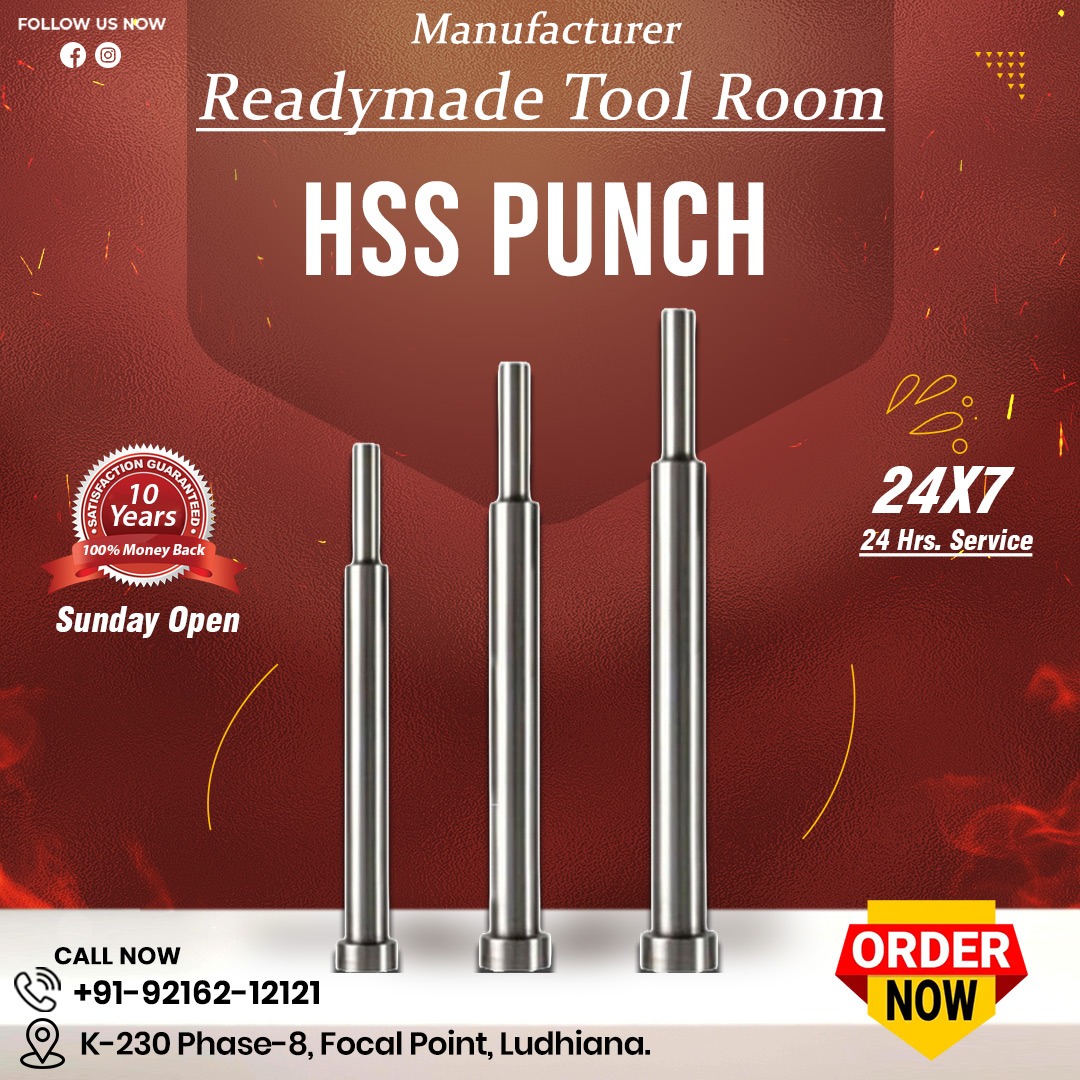 FOLLOW US NOW
Manufacturer
Readymade Tool Room
HSS PUNCH
SATISFACTION GUARANTEED
10
Years
100% Money Back
Sunday Open
24X7
24 Hrs. Service
CALL NOW
+91-92162-12121
K-230 Phase-8, Focal Point, Ludhiana.
ORDER
NOW